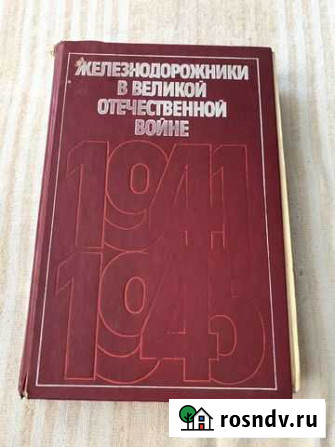 ЖЕЛЕЗНОДОРОЖНИКИ
В ВЕЛИКОЙ
ОТЕЧЕСТВЕННОЙ
ВОЙНЕ
1941
1945
rosndv.ru